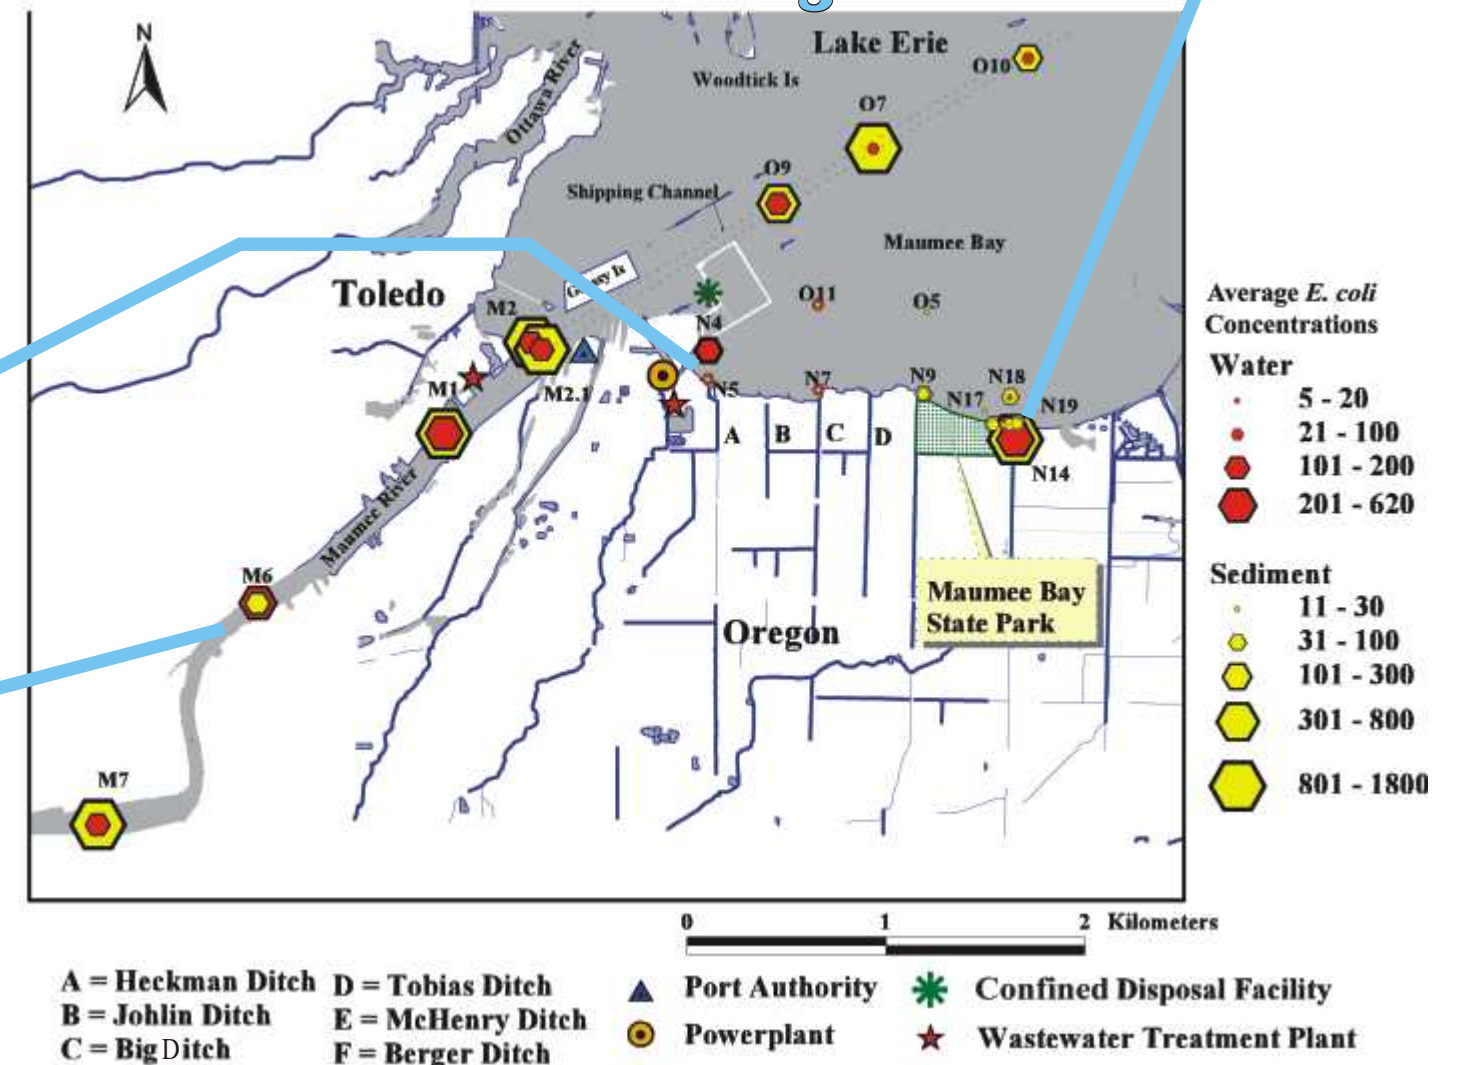 N
Lake Erie
O10
Woodtick Is
Ottawa River
O7
O9
Shipping Channel
Maumee Bay
Toledo
O11
O5
M2
N4
M1
M2.1
N5
N7
N9
N18
N17
N19
A
B
C
D
N14
Maumee River
M6
Maumee Bay
State Park
Oregon
M7
Average E. coli
Concentrations
Water
5 - 20
21 - 100
101 - 200
201 - 620
Sediment
11 - 30
31 - 100
101 - 300
301 - 800
801 - 1800
0 1 2 Kilometers
A = Heckman Ditch
B = Johlin Ditch
C = Big Ditch
D = Tobias Ditch
E = McHenry Ditch
F = Berger Ditch
Port Authority
Powerplant
Confined Disposal Facility
Wastewater Treatment Plant